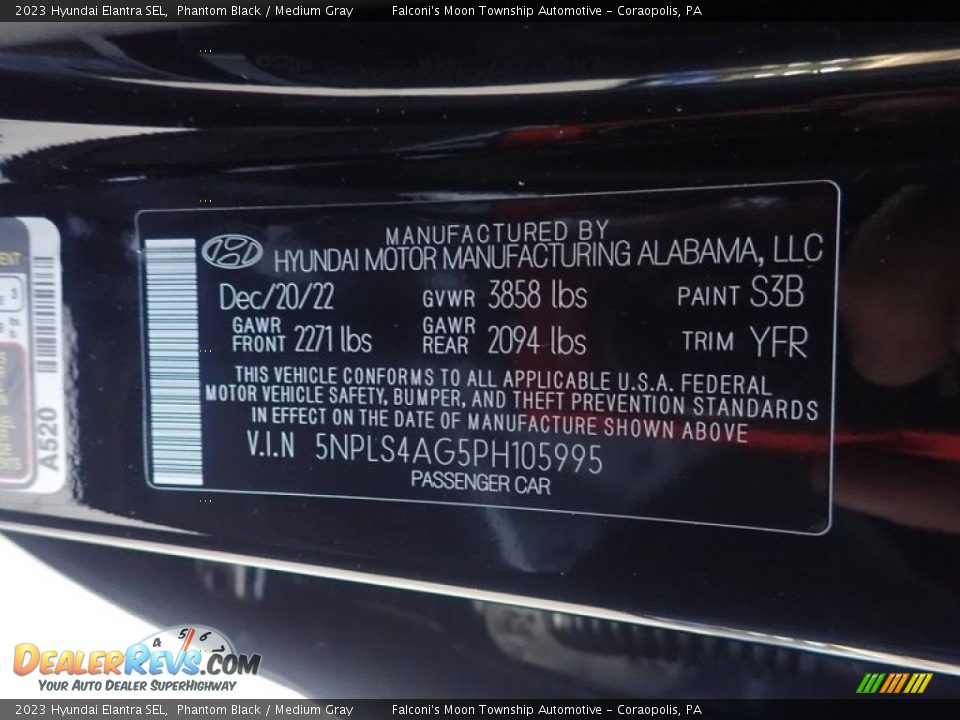 2023 Hyundai Elantra SEL, Phantom Black / Medium Gray Falconi's Moon Township Automotive - Coraopolis, PA
MANUFACTURED BY
HYUNDAI MOTOR MANUFACTURING ALABAMA, LLC
Dec/20/22 GVWR 3858 lbs PAINT S3B
GAWR FRONT 2271 lbs GAWR REAR 2094 lbs TRIM YFR
THIS VEHICLE CONFORMS TO ALL APPLICABLE U.S.A. FEDERAL
MOTOR VEHICLE SAFETY, BUMPER, AND THEFT PREVENTION STANDARDS
IN EFFECT ON THE DATE OF MANUFACTURE SHOWN ABOVE
V.I.N 5NPLS4AG5PH105995
PASSENGER CAR
A520
4 5 6
DEALERREVS.COM
YOUR AUTO DEALER SUPERHIGHWAY
2023 Hyundai Elantra SEL, Phantom Black / Medium Gray Falconi's Moon Township Automotive - Coraopolis, PA